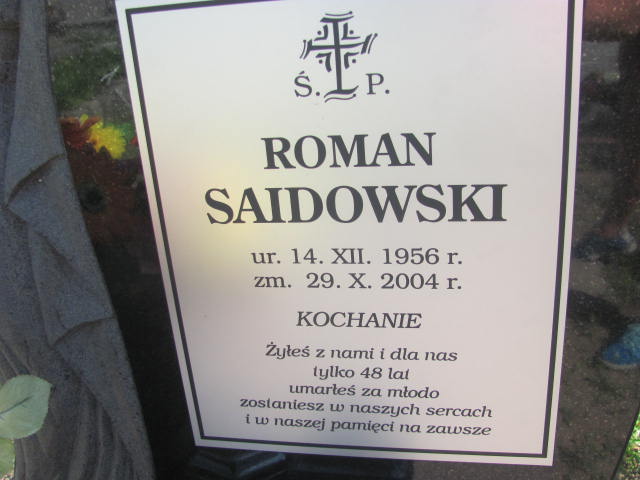 Ś. P.
ROMAN
SAIDOWSKI
ur. 14. XII. 1956 r.
zm. 29. X. 2004 r.
KOCHANIE
Żyłeś z nami i dla nas
tylko 48 lat
umarłeś za młodo
zostaniesz w naszych sercach
i w naszej pamięci na zawsze